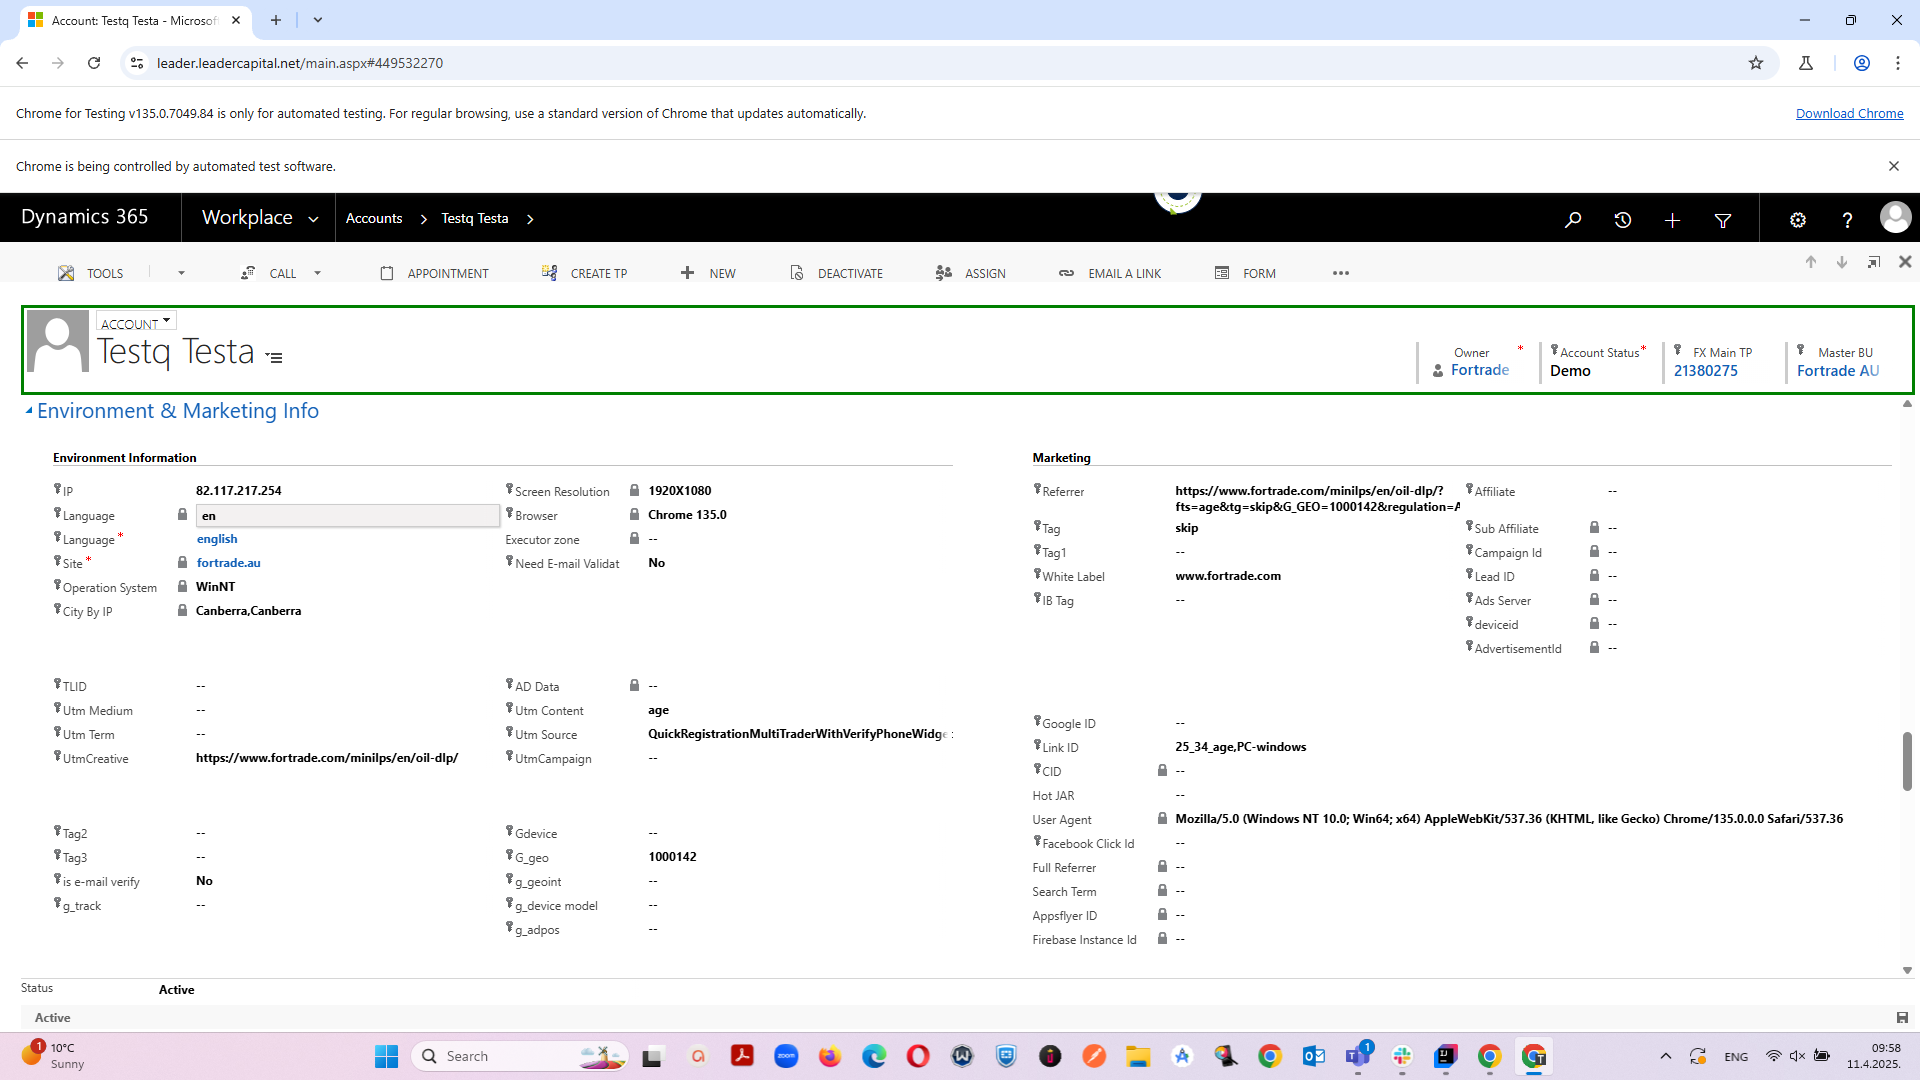 Account: Testq Testa - Microsof
leader.leadercapital.net/main.aspx#449532270
Chrome for Testing v135.0.7049.84 is only for automated testing. For regular browsing, use a standard version of Chrome that updates automatically.
Download Chrome
Chrome is being controlled by automated test software.
Dynamics 365
Workplace
Accounts
Testq Testa
TOOLS
CALL
APPOINTMENT
CREATE TP
NEW
DEACTIVATE
ASSIGN
EMAIL A LINK
FORM
ACCOUNT
Testq Testa
Owner *
Fortrade
Account Status *
Demo
FX Main TP
21380275
Master BU
Fortrade AU
Environment & Marketing Info
Environment Information
IP 82.117.217.254
Language en
Language * english
Site * fortrade.au
Operation System WinNT
City By IP Canberra,Canberra
Screen Resolution 1920X1080
Browser Chrome 135.0
Executor zone --
Need E-mail Validat No
TLID --
Utm Medium --
Utm Term --
UtmCreative https://www.fortrade.com/minilps/en/oil-dlp/
AD Data --
Utm Content age
Utm Source QuickRegistrationMultiTraderWithVerifyPhoneWidge
UtmCampaign --
Tag2 --
Tag3 --
is e-mail verify No
g_track --
Gdevice --
G_geo 1000142
g_geoint --
g_device model --
g_adpos --
Marketing
Referrer https://www.fortrade.com/minilps/en/oil-dlp/?
fts=age&tg=skip&G_GEO=1000142&regulation=A
Tag skip
Tag1 --
White Label www.fortrade.com
IB Tag --
Affiliate --
Sub Affiliate --
Campaign Id --
Lead ID --
Ads Server --
deviceid --
AdvertisementId --
Google ID --
Link ID 25_34_age,PC-windows
CID --
Hot JAR --
User Agent Mozilla/5.0 (Windows NT 10.0; Win64; x64) AppleWebKit/537.36 (KHTML, like Gecko) Chrome/135.0.0.0 Safari/537.36
Facebook Click Id --
Full Referrer --
Search Term --
Appsflyer ID --
Firebase Instance Id --
Status Active
Active
1
10°C
Sunny
Search
zoom
1
ENG
09:58
11.4.2025.